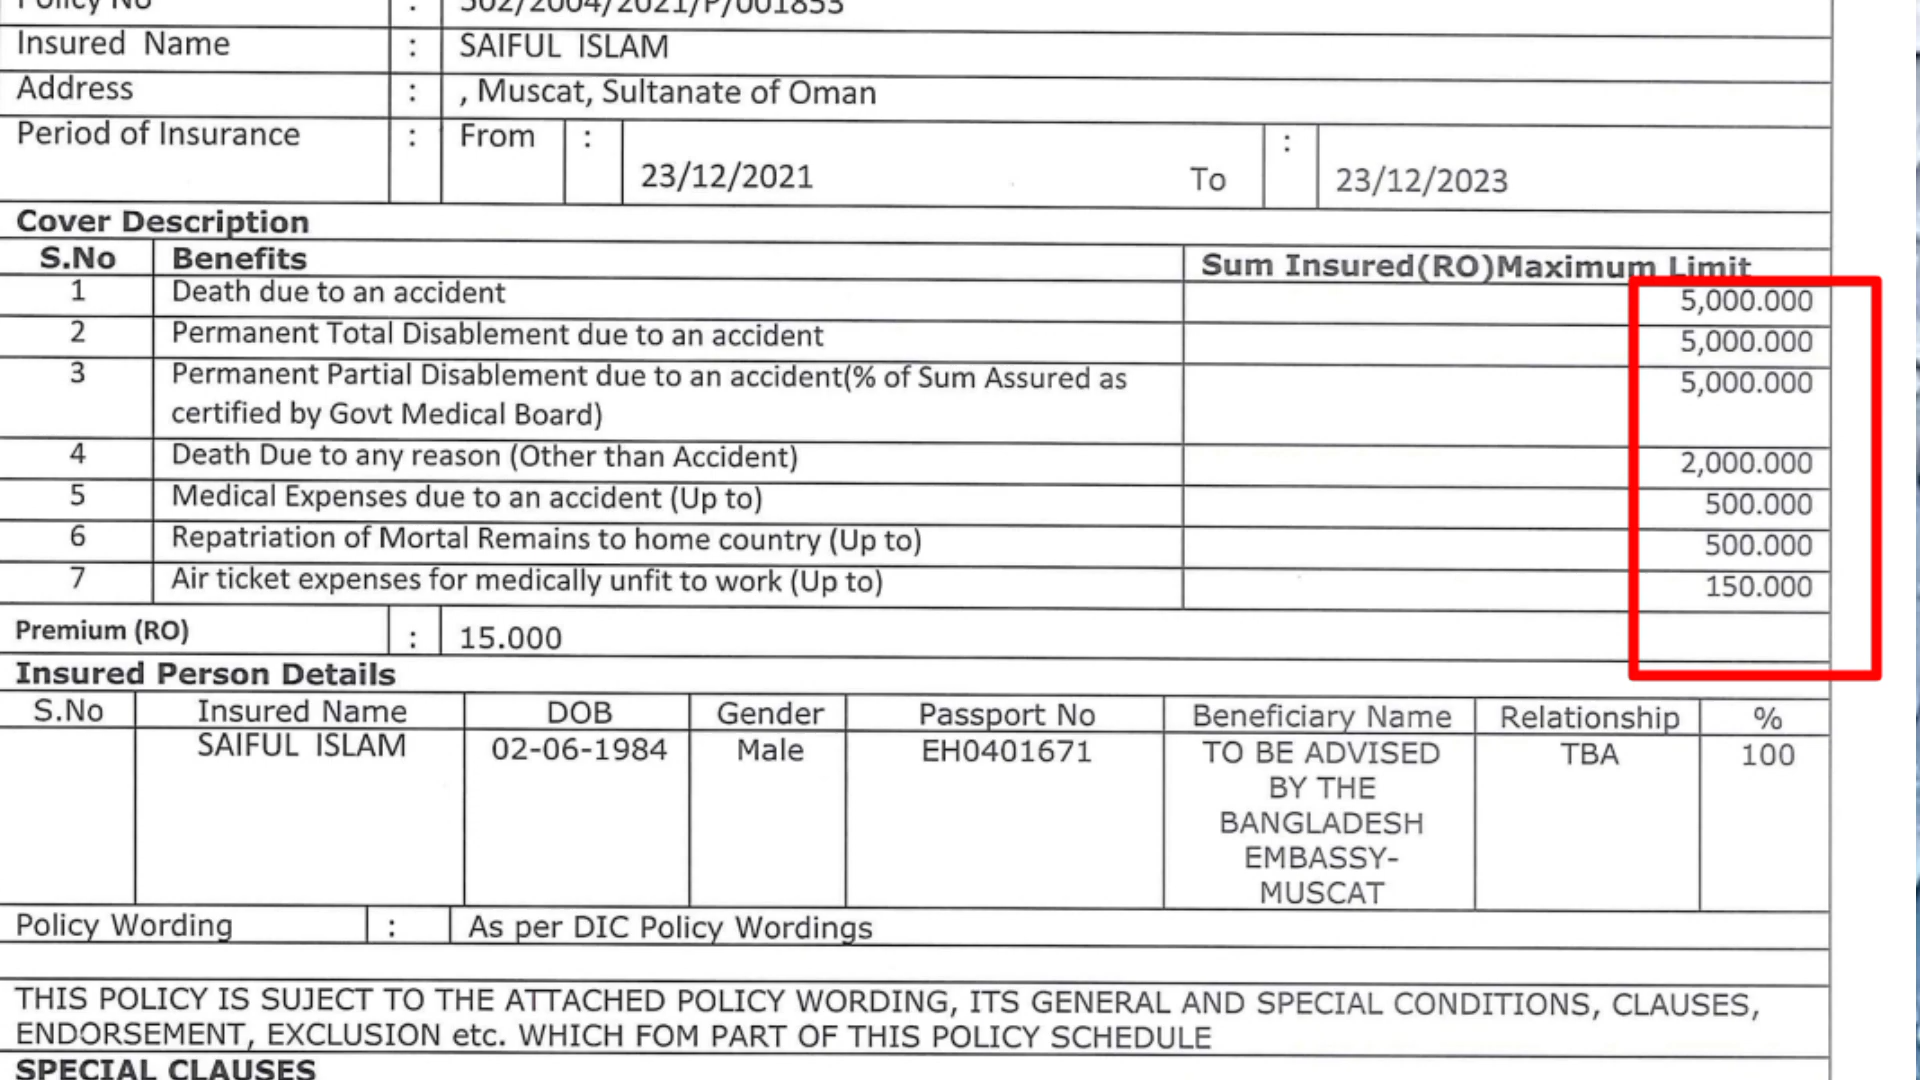 Policy No : 502/2004/2021/P/001853
Insured Name : SAIFUL ISLAM
Address : , Muscat, Sultanate of Oman
Period of Insurance : From : 23/12/2021 To : 23/12/2023
Cover Description
S.No Benefits Sum Insured(RO)Maximum Limit
1 Death due to an accident 5,000.000
2 Permanent Total Disablement due to an accident 5,000.000
3 Permanent Partial Disablement due to an accident(% of Sum Assured as 5,000.000
certified by Govt Medical Board)
4 Death Due to any reason (Other than Accident) 2,000.000
5 Medical Expenses due to an accident (Up to) 500.000
6 Repatriation of Mortal Remains to home country (Up to) 500.000
7 Air ticket expenses for medically unfit to work (Up to) 150.000
Premium (RO) : 15.000
Insured Person Details
S.No Insured Name DOB Gender Passport No Beneficiary Name Relationship %
SAIFUL ISLAM 02-06-1984 Male EH0401671 TO BE ADVISED TBA 100
BY THE
BANGLADESH
EMBASSY-
MUSCAT
Policy Wording : As per DIC Policy Wordings
THIS POLICY IS SUJECT TO THE ATTACHED POLICY WORDING, ITS GENERAL AND SPECIAL CONDITIONS, CLAUSES,
ENDORSEMENT, EXCLUSION etc. WHICH FOM PART OF THIS POLICY SCHEDULE
SPECIAL CLAUSES